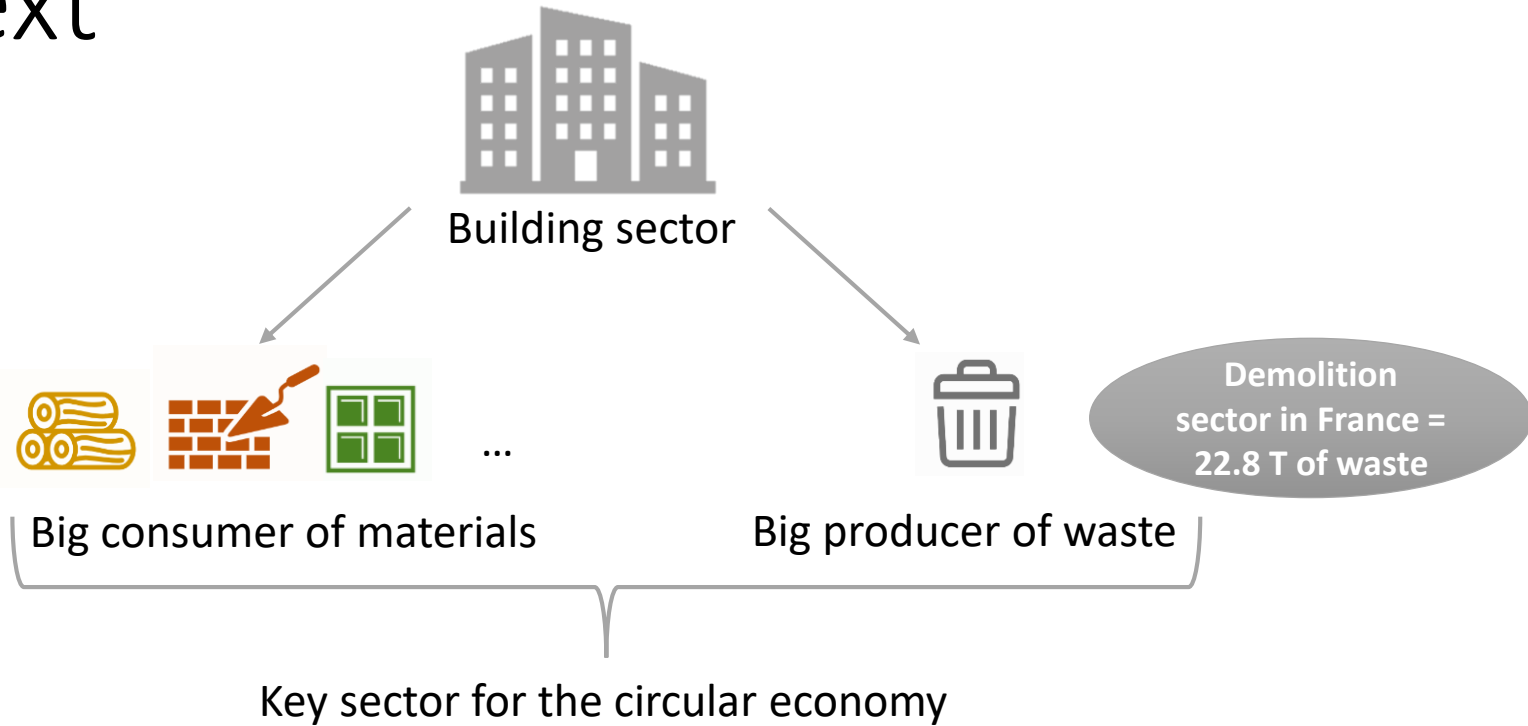 Building sector
...
Demolition
sector in France =
22.8 T of waste
Big consumer of materials
Big producer of waste
Key sector for the circular economy